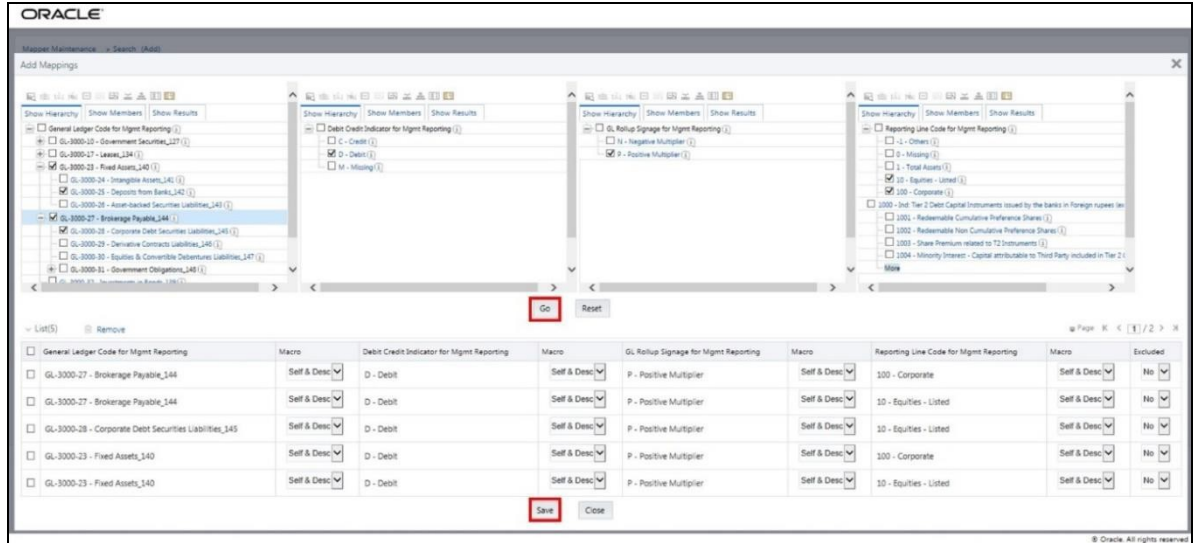 ORACLE
Mapper Maintenance > Search (Add)
Add Mappings
Show Hierarchy Show Members Show Results
General Ledger Code for Mgmt Reporting
GL-3000-10 - Government Securities_127
GL-3000-17 - Leases_134
GL-3000-23 - Fixed Assets_140
GL-3000-24 - Intangible Assets_141
GL-3000-25 - Deposits from Banks_142
GL-3000-26 - Asset-backed Securities Liabilities_143
GL-3000-27 - Brokerage Payable_144
GL-3000-28 - Corporate Debt Securities Liabilities_145
GL-3000-29 - Derivative Contracts Liabilities_146
GL-3000-30 - Equities & Convertible Debentures Liabilities_147
GL-3000-31 - Government Obligations_148
Show Hierarchy Show Members Show Results
Debit Credit Indicator for Mgmt Reporting
C - Credit
D - Debit
M - Missing
Show Hierarchy Show Members Show Results
GL Rollup Signage for Mgmt Reporting
N - Negative Multiplier
P - Positive Multiplier
Show Hierarchy Show Members Show Results
Reporting Line Code for Mgmt Reporting
-1 - Others
0 - Missing
1 - Total Assets
10 - Equities - Listed
100 - Corporate
1000 - Ind: Tier 2 Debt Capital Instruments issued by the banks in Foreign rupees
1001 - Redeemable Cumulative Preference Shares
1002 - Redeemable Non Cumulative Preference Shares
1003 - Share Premium related to T2 Instruments
1004 - Minority Interest - Capital attributable to Third Party included in Tier 2
More
Go Reset
List(5) Remove Page 1 / 2
General Ledger Code for Mgmt Reporting Macro Debit Credit Indicator for Mgmt Reporting Macro GL Rollup Signage for Mgmt Reporting Macro Reporting Line Code for Mgmt Reporting Macro Excluded
GL-3000-27 - Brokerage Payable_144 Self & Desc D - Debit Self & Desc P - Positive Multiplier Self & Desc 100 - Corporate Self & Desc No
GL-3000-27 - Brokerage Payable_144 Self & Desc D - Debit Self & Desc P - Positive Multiplier Self & Desc 10 - Equities - Listed Self & Desc No
GL-3000-28 - Corporate Debt Securities Liabilities_145 Self & Desc D - Debit Self & Desc P - Positive Multiplier Self & Desc 10 - Equities - Listed Self & Desc No
GL-3000-23 - Fixed Assets_140 Self & Desc D - Debit Self & Desc P - Positive Multiplier Self & Desc 100 - Corporate Self & Desc No
GL-3000-23 - Fixed Assets_140 Self & Desc D - Debit Self & Desc P - Positive Multiplier Self & Desc 10 - Equities - Listed Self & Desc No
Save Close
© Oracle. All rights reserved